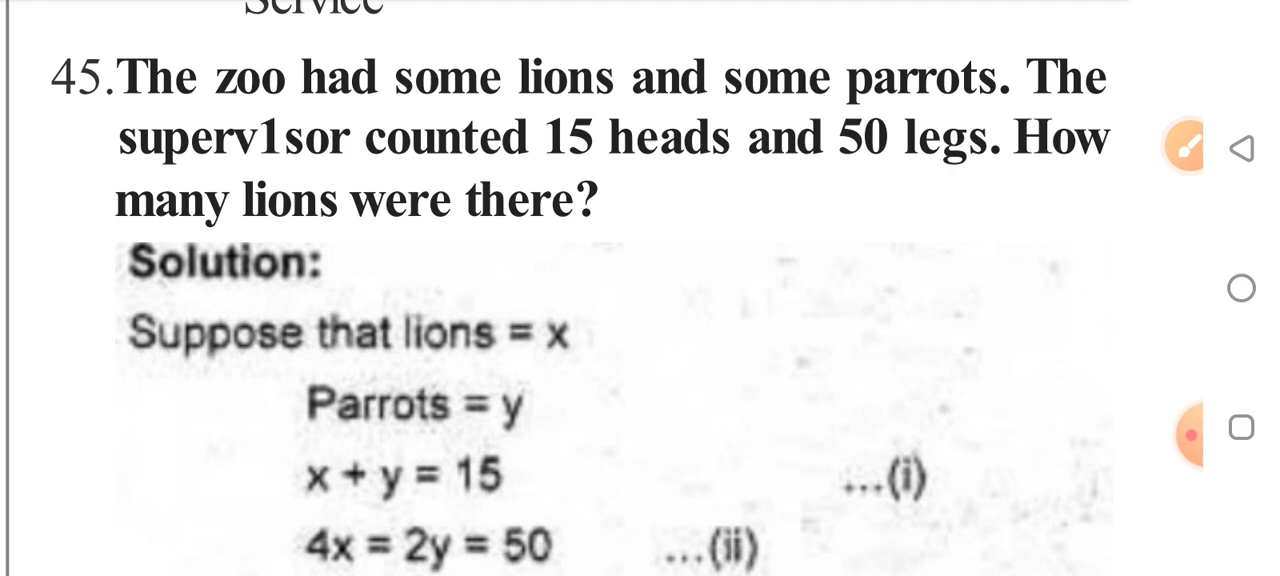 Service
45.The zoo had some lions and some parrots. The
superv1sor counted 15 heads and 50 legs. How
many lions were there?
Solution:
Suppose that lions = x
Parrots = y
x + y = 15 ...(i)
4x = 2y = 50 ...(ii)